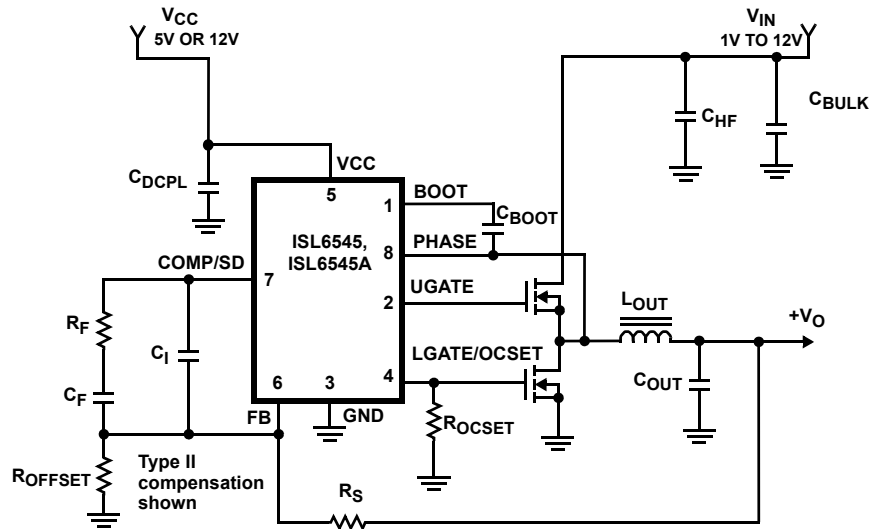 VCC
5V OR 12V
VIN
1V TO 12V
CHF
CBULK
CDCPL
VCC
5
BOOT
1
CBOOT
ISL6545,
ISL6545A
PHASE
8
COMP/SD
7
UGATE
2
RF
CI
LOUT
+VO
LGATE/OCSET
4
COUT
CF
6
3
FB
GND
ROCSET
ROFFSET
Type II
compensation
shown
RS